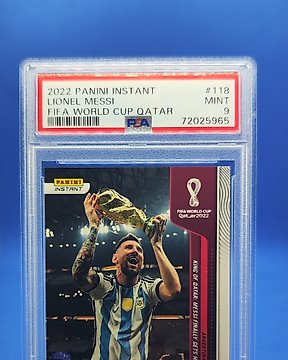 2022 PANINI INSTANT #118
LIONEL MESSI MINT
FIFA WORLD CUP QATAR 9
PSA 72025965
PANINI
INSTANT
FIFA WORLD CUP
Qatar2022
KING OF QATAR: MESSI FINALLY GETS